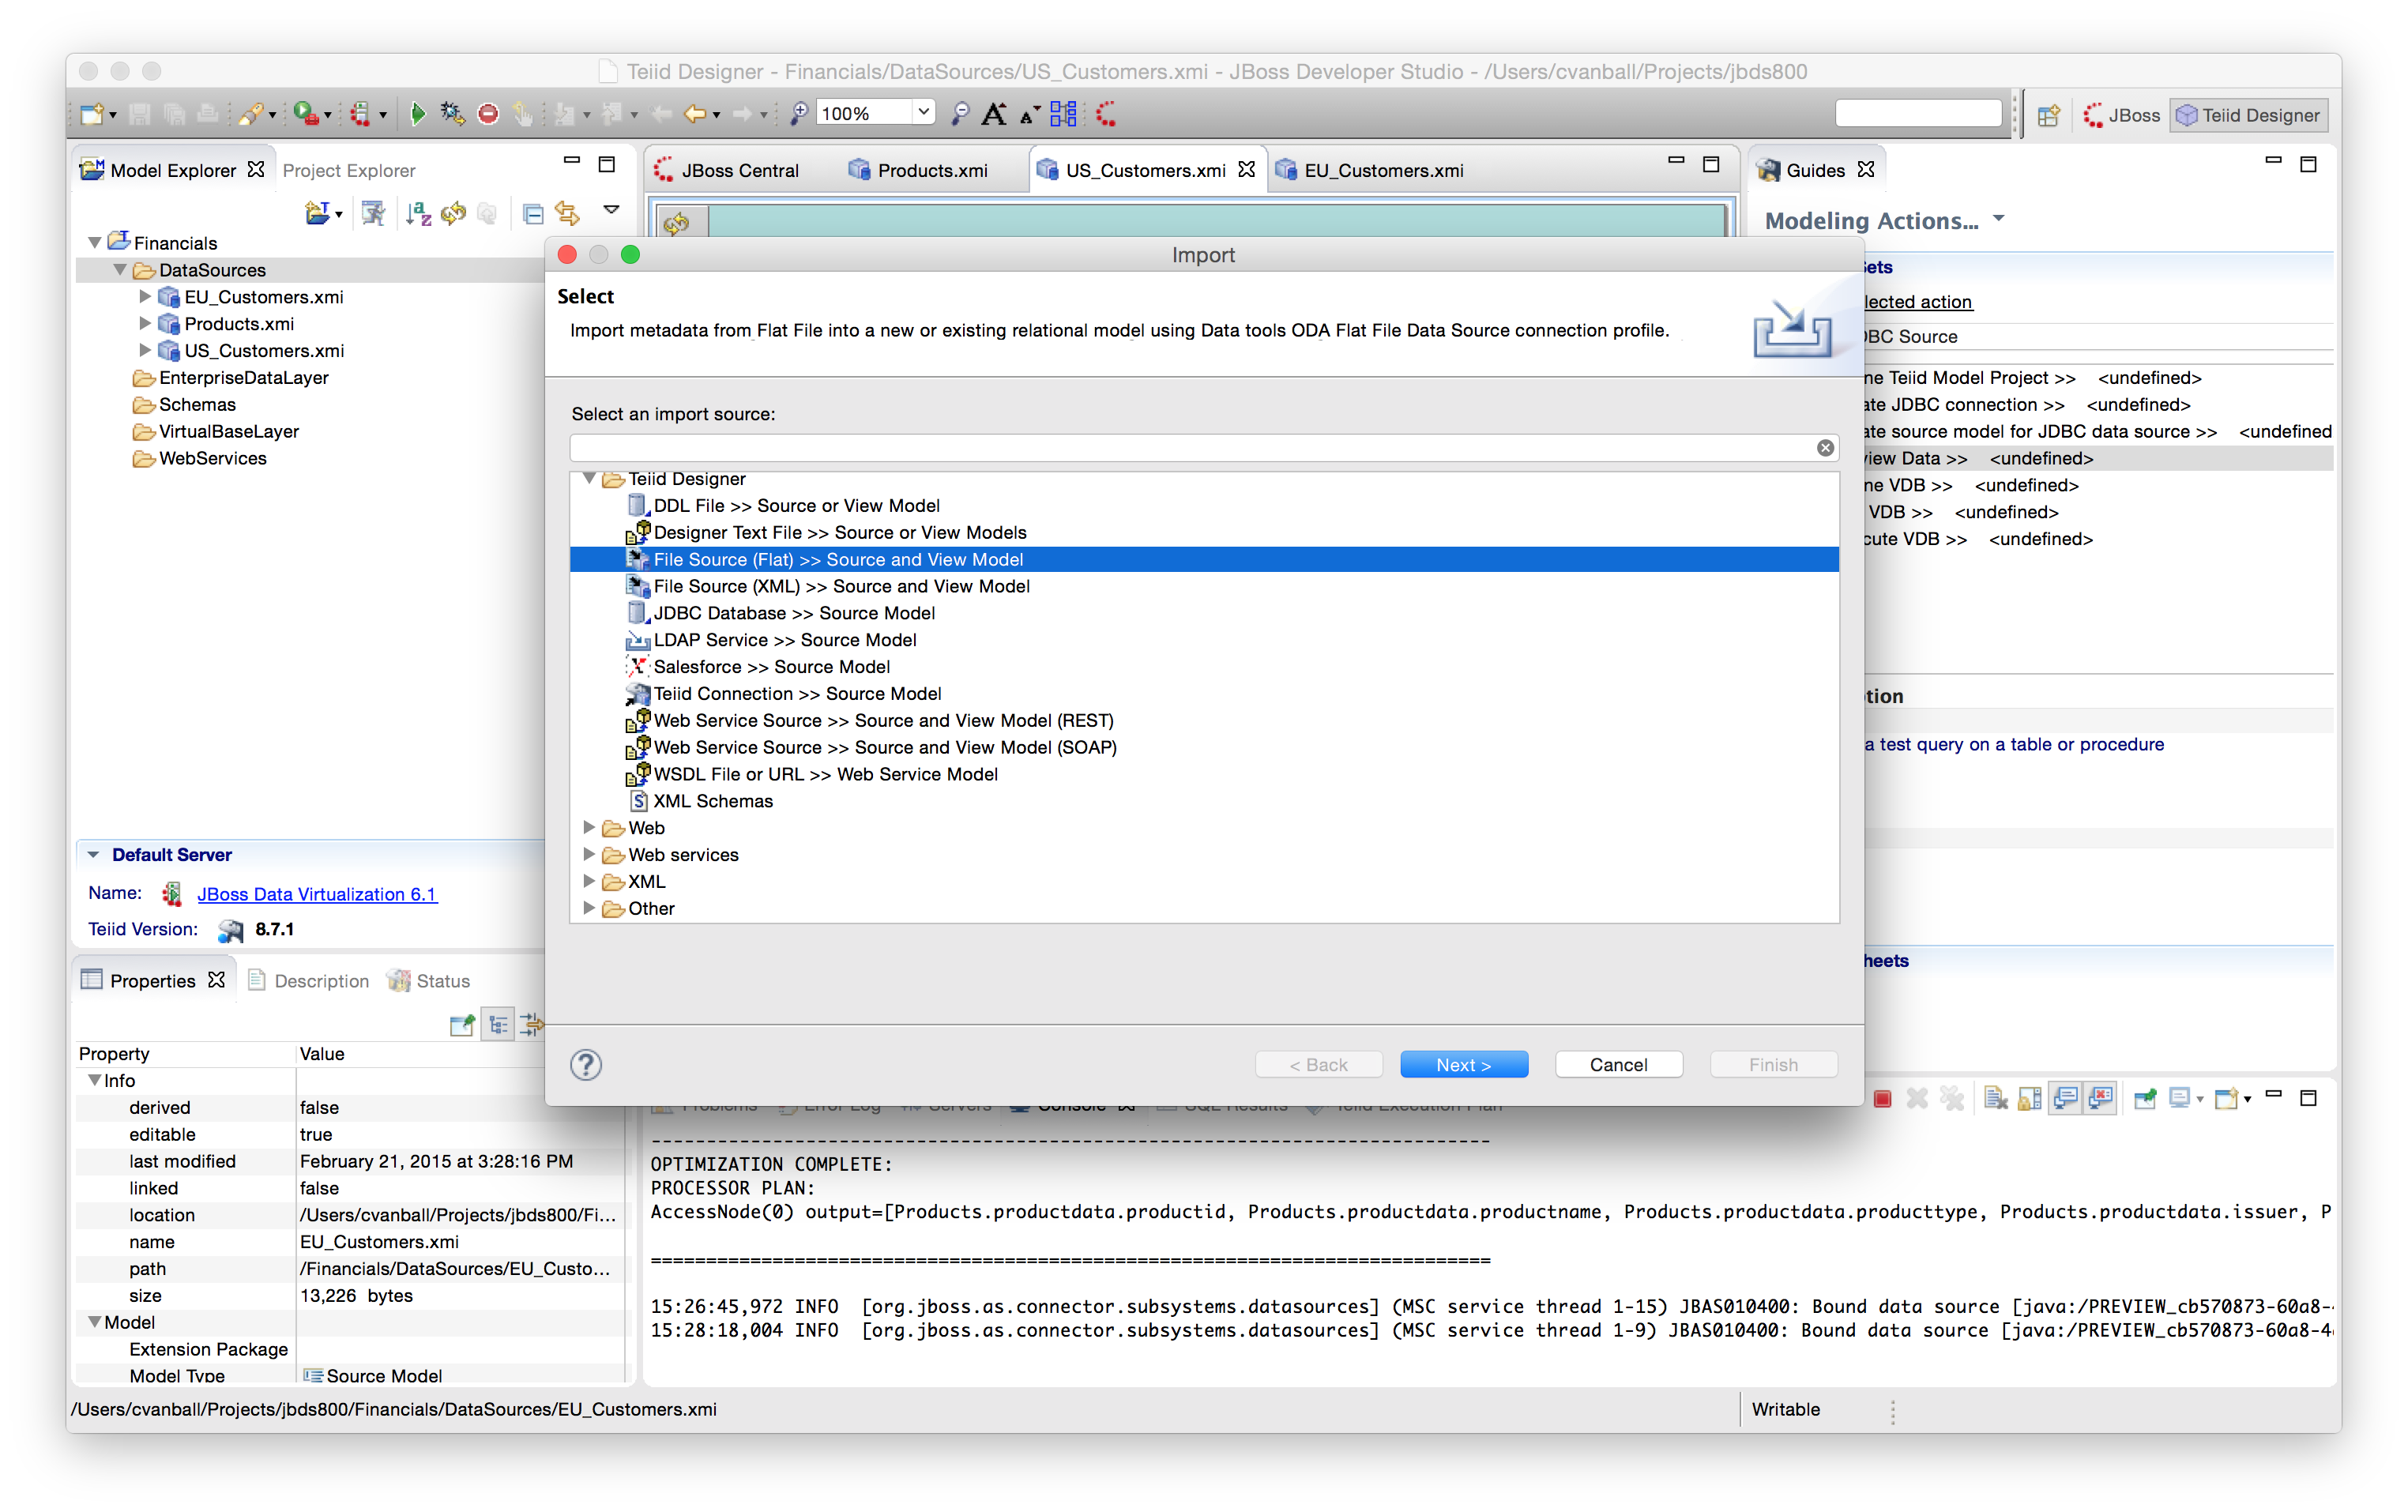 Teiid Designer - Financials/DataSources/US_Customers.xmi - JBoss Developer Studio - /Users/cvanball/Projects/jbds800
100%
JBoss
Teiid Designer
Model Explorer
Project Explorer
JBoss Central
Products.xmi
US_Customers.xmi
EU_Customers.xmi
Guides
Modeling Actions...
Financials
DataSources
EU_Customers.xmi
Products.xmi
US_Customers.xmi
EnterpriseDataLayer
Schemas
VirtualBaseLayer
WebServices
Import
Select
Import metadata from Flat File into a new or existing relational model using Data tools ODA Flat File Data Source connection profile.
Select an import source:
Teiid Designer
DDL File >> Source or View Model
Designer Text File >> Source or View Models
File Source (Flat) >> Source and View Model
File Source (XML) >> Source and View Model
JDBC Database >> Source Model
LDAP Service >> Source Model
Salesforce >> Source Model
Teiid Connection >> Source Model
Web Service Source >> Source and View Model (REST)
Web Service Source >> Source and View Model (SOAP)
WSDL File or URL >> Web Service Model
XML Schemas
Web
Web services
XML
Other
< Back
Next >
Cancel
Finish
ets
lected action
BC Source
ne Teiid Model Project >> <undefined>
ate JDBC connection >> <undefined>
ate source model for JDBC data source >> <undefined
view Data >> <undefined>
ne VDB >> <undefined>
VDB >> <undefined>
cute VDB >> <undefined>
tion
a test query on a table or procedure
heets
Default Server
Name: JBoss Data Virtualization 6.1
Teiid Version: 8.7.1
Properties
Description
Status
Property Value
Info
derived false
editable true
last modified February 21, 2015 at 3:28:16 PM
linked false
location /Users/cvanball/Projects/jbds800/Fi...
name EU_Customers.xmi
path /Financials/DataSources/EU_Custo...
size 13,226 bytes
Model
Extension Package
Model Type Source Model
Problems
Error Log
Servers
Console
SQL Results
Teiid Execution Plan
----------------------------------------------------------------------------
OPTIMIZATION COMPLETE:
PROCESSOR PLAN:
AccessNode(0) output=[Products.productdata.productid, Products.productdata.productname, Products.productdata.producttype, Products.productdata.issuer, P
============================================================================
15:26:45,972 INFO [org.jboss.as.connector.subsystems.datasources] (MSC service thread 1-15) JBAS010400: Bound data source [java:/PREVIEW_cb570873-60a8-
15:28:18,004 INFO [org.jboss.as.connector.subsystems.datasources] (MSC service thread 1-9) JBAS010400: Bound data source [java:/PREVIEW_cb570873-60a8-4
/Users/cvanball/Projects/jbds800/Financials/DataSources/EU_Customers.xmi
Writable